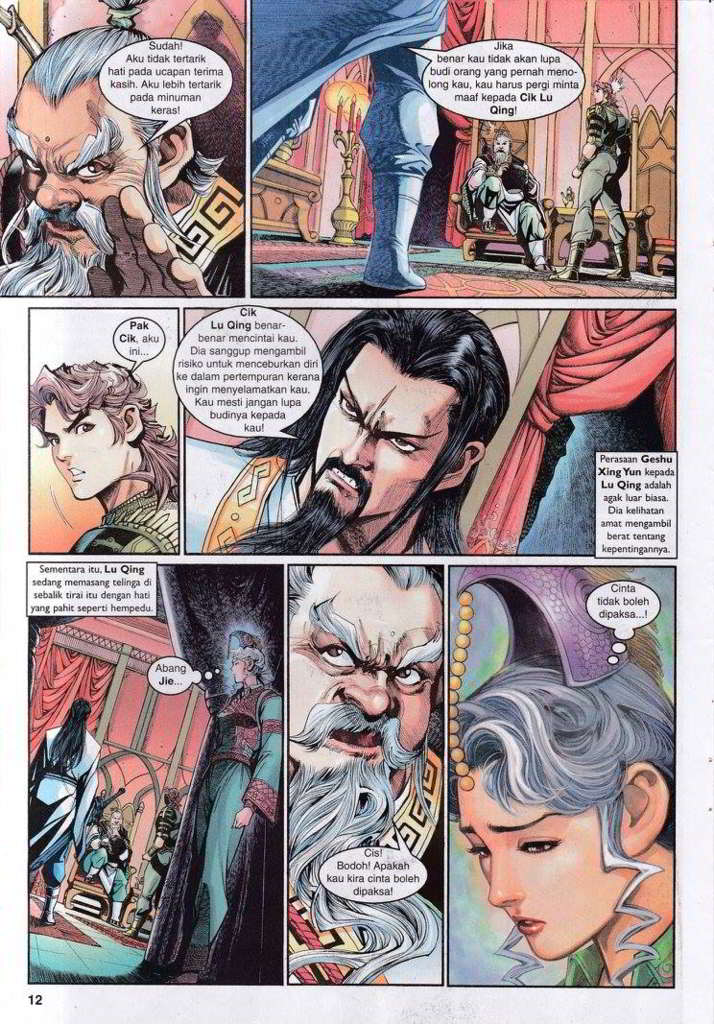 Sudah!
Aku tidak tertarik
hati pada ucapan terima
kasih. Aku lebih tertarik
pada minuman
keras!
Jika
benar kau tidak akan lupa
budi orang yang pernah meno-
long kau, kau harus pergi minta
maaf kepada Cik Lu
Qing!
Pak
Cik, aku
ini...
Cik
Lu Qing benar-
benar mencintai kau.
Dia sanggup mengambil
risiko untuk menceburkan diri
ke dalam pertempuran kerana
ingin menyelamatkan kau.
Kau mesti jangan lupa
budinya kepada
kau!
Perasaan Geshu
Xing Yun kepada
Lu Qing adalah
agak luar biasa.
Dia kelihatan
amat mengambil
berat tentang
kepentingannya.
Sementara itu, Lu Qing
sedang memasang telinga di
sebalik tirai itu dengan hati
yang pahit seperti hempedu.
Abang
Jie...
Cis!
Bodoh! Apakah
kau kira cinta boleh
dipaksa!
Cinta
tidak boleh
dipaksa...!
12